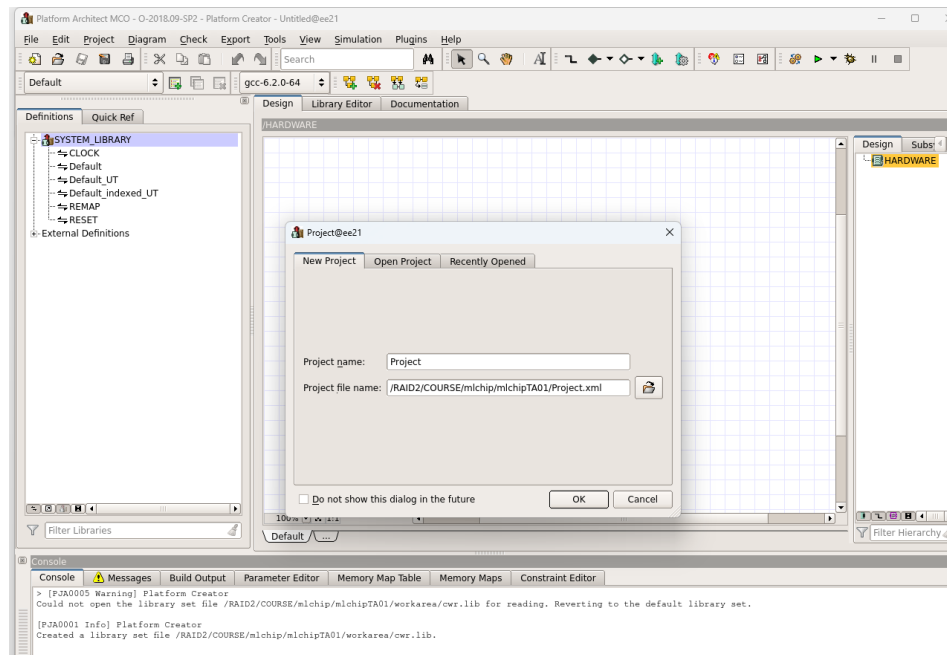 Platform Architect MCO - O-2018.09-SP2 - Platform Creator - Untitled@ee21
File Edit Project Diagram Check Export Tools View Simulation Plugins Help
Search
Default gcc-6.2.0-64
Definitions Quick Ref
Design Library Editor Documentation
/HARDWARE
SYSTEM_LIBRARY
CLOCK
Default
Default_UT
Default_indexed_UT
REMAP
RESET
External Definitions
Design
HARDWARE
Project@ee21
New Project Open Project Recently Opened
Project name: Project
Project file name: /RAID2/COURSE/mlchip/mlchipTA01/Project.xml
Do not show this dialog in the future OK Cancel
100% 1:1
Filter Libraries
Default ...
Filter Hierarchy
Console
Console Messages Build Output Parameter Editor Memory Map Table Memory Maps Constraint Editor
> [PJA0005 Warning] Platform Creator
Could not open the library set file /RAID2/COURSE/mlchip/mlchipTA01/workarea/cwr.lib for reading. Reverting to the default library set.
[PJA0001 Info] Platform Creator
Created a library set file /RAID2/COURSE/mlchip/mlchipTA01/workarea/cwr.lib.